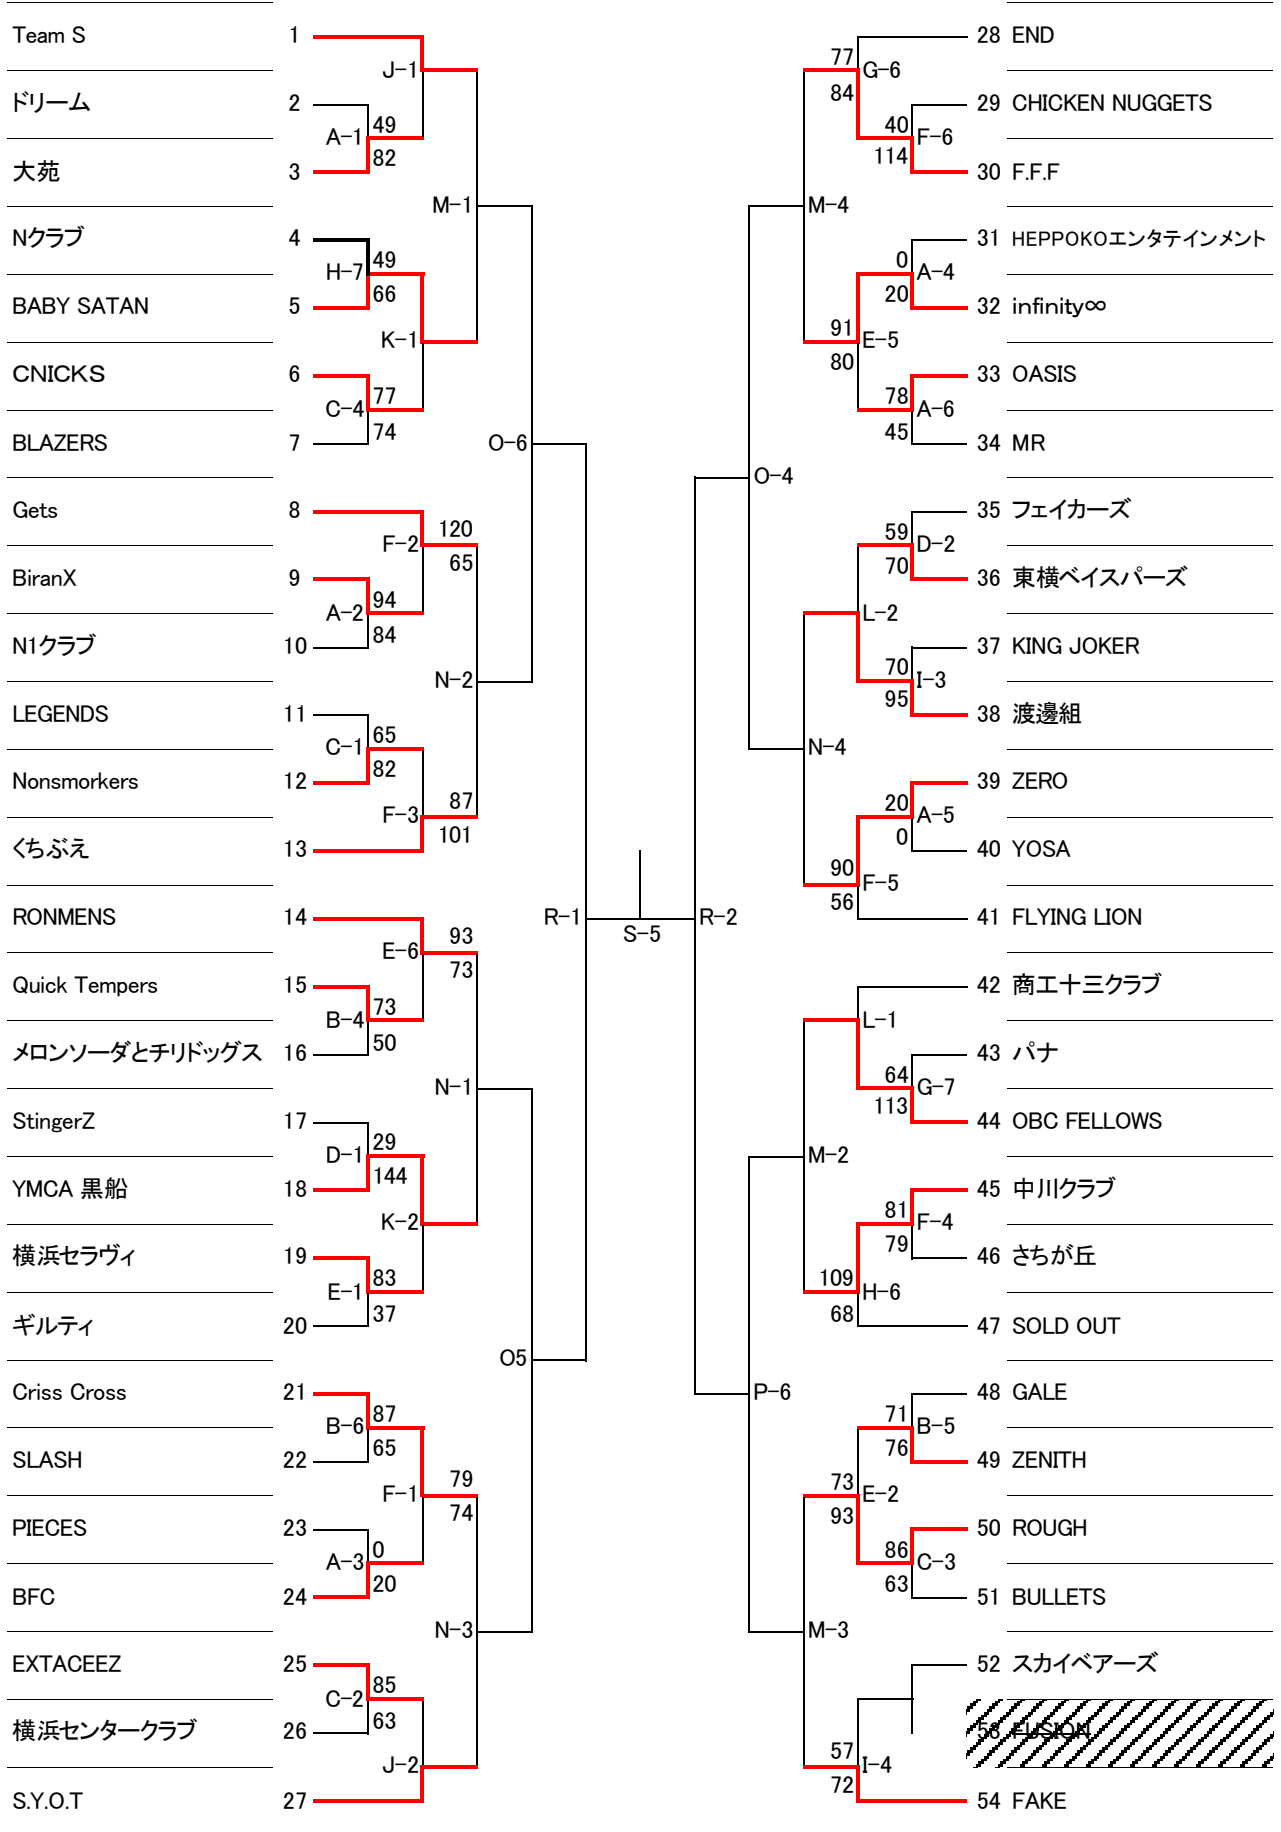 Team S 1
J-1
ドリーム 2
A-1 49
82
大苑 3
M-1
Nクラブ 4
H-7 49
66
BABY SATAN 5
K-1
CNICKS 6
C-4 77
74
BLAZERS 7
O-6
Gets 8
F-2 120
65
BiranX 9
A-2 94
84
N1クラブ 10
N-2
LEGENDS 11
C-1 65
82
Nonsmorkers 12
F-3 87
101
くちぶえ 13
RONMENS 14
R-1
E-6 93
73
Quick Tempers 15
B-4 73
50
メロンソーダとチリドッグス 16
N-1
StingerZ 17
D-1 29
144
YMCA 黒船 18
K-2
横浜セラヴィ 19
E-1 83
37
ギルティ 20
O5
Criss Cross 21
B-6 87
65
SLASH 22
F-1 79
74
PIECES 23
A-3 0
20
BFC 24
N-3
EXTACEEZ 25
C-2 85
63
横浜センタークラブ 26
J-2
S.Y.O.T 27
S-5
28 END
77 G-6
84
29 CHICKEN NUGGETS
40 F-6
114
30 F.F.F
M-4
31 HEPPOKOエンタテインメント
0 A-4
20
32 infinity∞
91 E-5
80
33 OASIS
78 A-6
45
34 MR
O-4
35 フェイカーズ
59 D-2
70
36 東横ベイスパーズ
L-2
37 KING JOKER
70 I-3
95
38 渡邊組
N-4
39 ZERO
20 A-5
0
40 YOSA
90 F-5
56
41 FLYING LION
R-2
42 商工十三クラブ
L-1
43 パナ
64 G-7
113
44 OBC FELLOWS
M-2
45 中川クラブ
81 F-4
79
46 さちが丘
109 H-6
68
47 SOLD OUT
P-6
48 GALE
71 B-5
76
49 ZENITH
73 E-2
93
50 ROUGH
86 C-3
63
51 BULLETS
M-3
52 スカイベアーズ
53 FUSION
57 I-4
72
54 FAKE